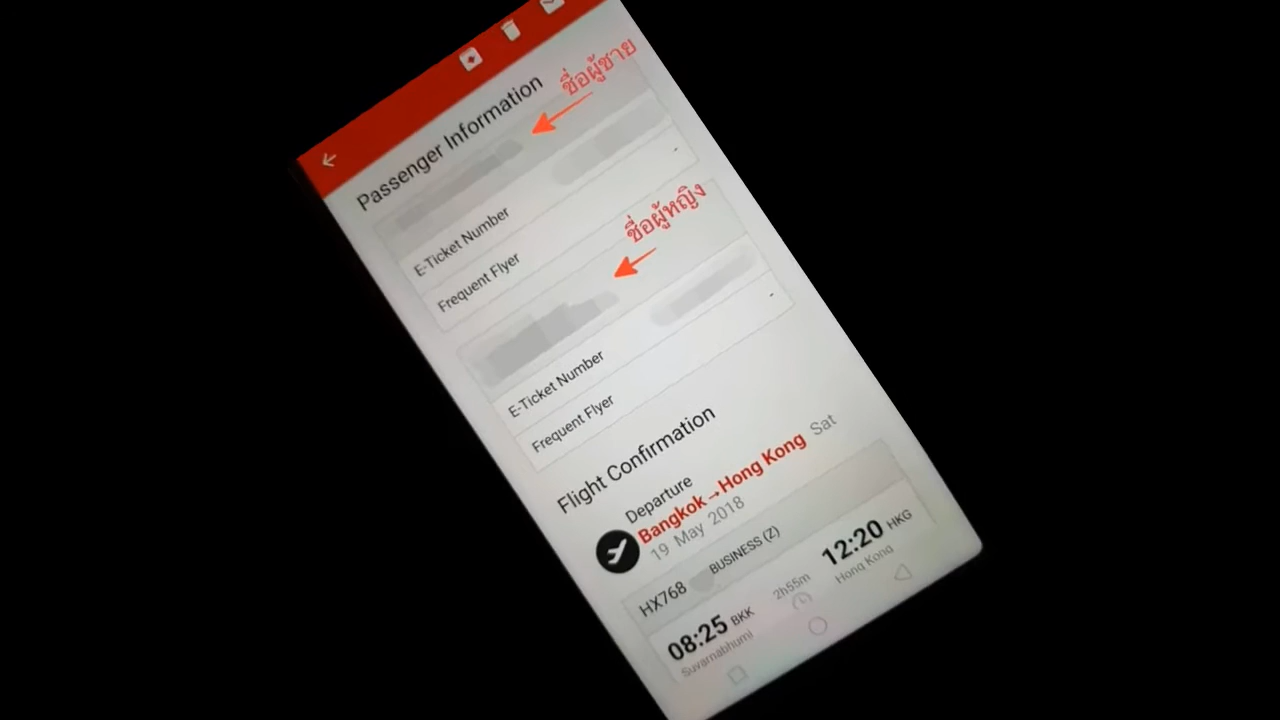 Passenger Information
ชื่อผู้ชาย
E-Ticket Number
Frequent Flyer -
ชื่อผู้หญิง
E-Ticket Number
Frequent Flyer -
Flight Confirmation
Departure
Bangkok→Hong Kong Sat
19 May 2018
HX768 BUSINESS (Z)
08:25 BKK 2h55m 12:20 HKG
Suvarnabhumi Hong Kong